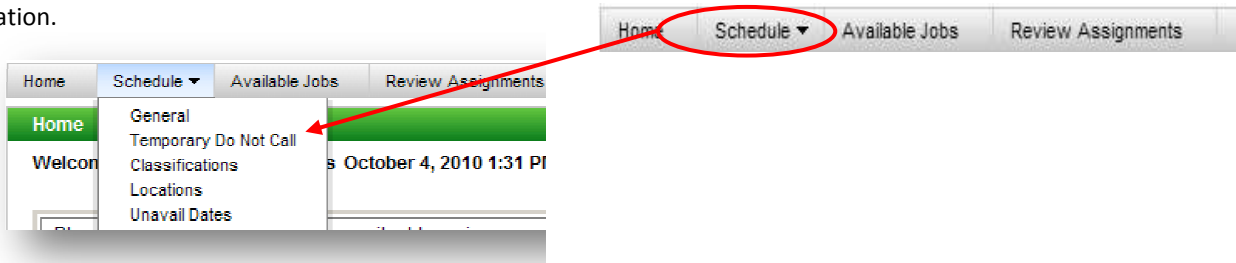 ation.
Home Schedule ▼ Available Jobs Review Assignments
Home Schedule ▼ Available Jobs Review Assignments
General
Home
Temporary Do Not Call
Welcon s October 4, 2010 1:31 P
Classifications
Locations
Unavail Dates